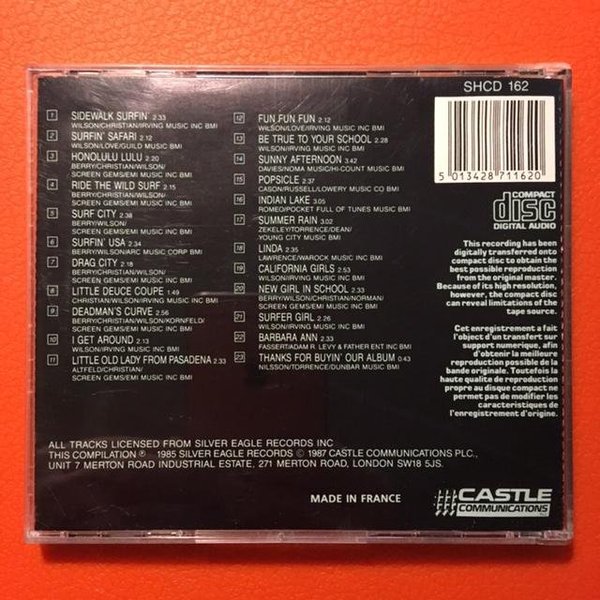 SHCD 162
5 013428 711620
COMPACT
disc
DIGITAL AUDIO
1 SIDEWALK SURFIN' 2.33
WILSON/CHRISTIAN/IRVING MUSIC INC BMI
2 SURFIN' SAFARI 2.12
WILSON/LOVE/GUILD MUSIC BMI
3 HONOLULU LULU 2.20
BERRY/CHRISTIAN/WILSON/
SCREEN GEMS/EMI MUSIC INC BMI
4 RIDE THE WILD SURF 2.15
BERRY/CHRISTIAN/WILSON/
SCREEN GEMS/EMI MUSIC INC BMI
5 SURF CITY 2.38
BERRY/WILSON/
SCREEN GEMS/EMI MUSIC INC BMI
6 SURFIN' USA 2.34
BERRY/WILSON/ARC MUSIC CORP BMI
7 DRAG CITY 2.18
BERRY/CHRISTIAN/WILSON/
SCREEN GEMS/EMI MUSIC INC BMI
8 LITTLE DEUCE COUPE 1.49
CHRISTIAN/WILSON/IRVING MUSIC INC BMI
9 DEADMAN'S CURVE 2.56
BERRY/CHRISTIAN/WILSON/KORNFELD/
SCREEN GEMS/EMI MUSIC INC BMI
10 I GET AROUND 2.13
WILSON/IRVING MUSIC INC BMI
11 LITTLE OLD LADY FROM PASADENA 2.33
ALTFELD/CHRISTIAN/
SCREEN GEMS/EMI MUSIC INC BMI
12 FUN FUN FUN 2.12
WILSON/LOVE/IRVING MUSIC INC BMI
13 BE TRUE TO YOUR SCHOOL 2.28
WILSON/IRVING MUSIC INC BMI
14 SUNNY AFTERNOON 3.42
DAVIES/NOMA MUSIC/HI-COUNT MUSIC BMI
15 POPSICLE 2.37
CASON/RUSSELL/LOWERY MUSIC CO BMI
16 INDIAN LAKE 3.05
ROMEO/POCKET FULL OF TUNES MUSIC BMI
17 SUMMER RAIN 3.02
ZEKELEY/TORRENCE/DEAN/
YOUNG CITY MUSIC BMI
18 LINDA 2.35
LAWRENCE/WAROCK MUSIC INC BMI
19 CALIFORNIA GIRLS 2.53
WILSON/IRVING MUSIC INC BMI
20 NEW GIRL IN SCHOOL 2.33
BERRY/WILSON/CHRISTIAN/NORMAN/
SCREEN GEMS/EMI MUSIC INC BMI
21 SURFER GIRL 2.26
WILSON/IRVING MUSIC INC BMI
22 BARBARA ANN 2.33
FASSERT/ADAM R. LEVY & FATHER ENT INC BMI
23 THANKS FOR BUYIN' OUR ALBUM 0.43
NILSSON/TORRENCE/DUNBAR MUSIC BMI
This recording has been
digitally transferred onto
compact disc to obtain the
best possible reproduction
from the original master.
Because of its high resolution,
however, the compact disc
can reveal limitations of the
tape source.
Cet enregistrement a fait
l'object d'un transfert sur
support numerique, afin
d'obtenir la meilleure
reproduction possible de la
bande originale. Toutefois la
haute qualite de reproduction
propre au disque compact ne
permet pas de modifier les
caracteristiques de
l'enregistrement d'origine.
ALL TRACKS LICENSED FROM SILVER EAGLE RECORDS INC
THIS COMPILATION ℗ 1985 SILVER EAGLE RECORDS © 1987 CASTLE COMMUNICATIONS PLC.,
UNIT 7 MERTON ROAD INDUSTRIAL ESTATE, 271 MERTON ROAD, LONDON SW18 5JS.
MADE IN FRANCE
CASTLE
COMMUNICATIONS